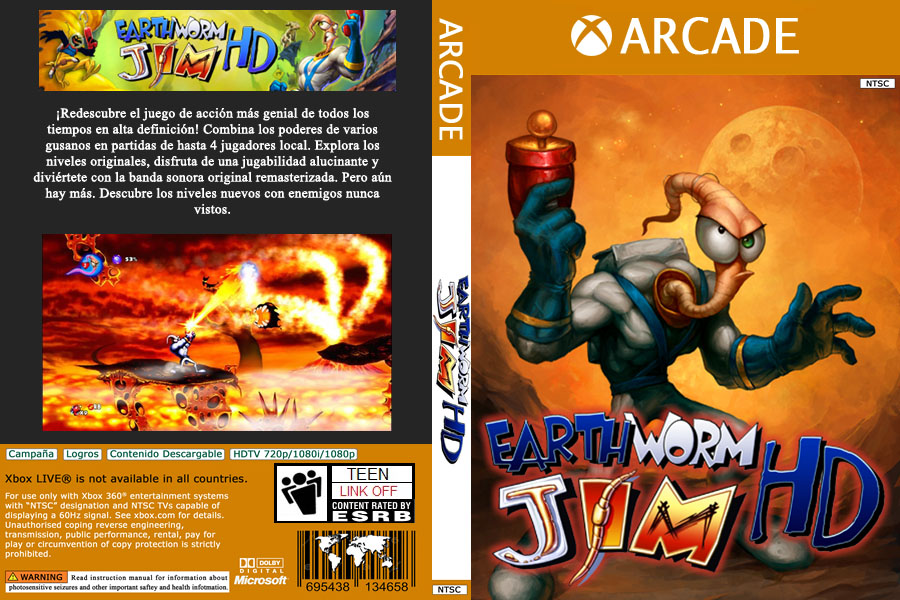 EARTHWORM
JIM HD
¡Redescubre el juego de acción más genial de todos los
tiempos en alta definición! Combina los poderes de varios
gusanos en partidas de hasta 4 jugadores local. Explora los
niveles originales, disfruta de una jugabilidad alucinante y
diviértete con la banda sonora original remasterizada. Pero aún
hay más. Descubre los niveles nuevos con enemigos nunca
vistos.
53%
Campaña Logros Contenido Descargable HDTV 720p/1080i/1080p
Xbox LIVE® is not available in all countries.
For use only with Xbox 360® entertainment systems
with "NTSC" designation and NTSC TVs capable of
displaying a 60Hz signal. See xbox.com for details.
Unauthorised coping reverse engineering,
transmission, public performance, rental, pay for
play or circumvention of copy protection is strictly
prohibited.
WARNING Read instruction manual for information about
photosensitive seizures and other important saftey and health infotmation.
TEEN
LINK OFF
CONTENT RATED BY
ESRB
DOLBY
DIGITAL
Microsoft
695438 134658
ARCADE
EARTHWORM
JIM HD
NTSC
ARCADE
NTSC
EARTHWORM
JIM HD